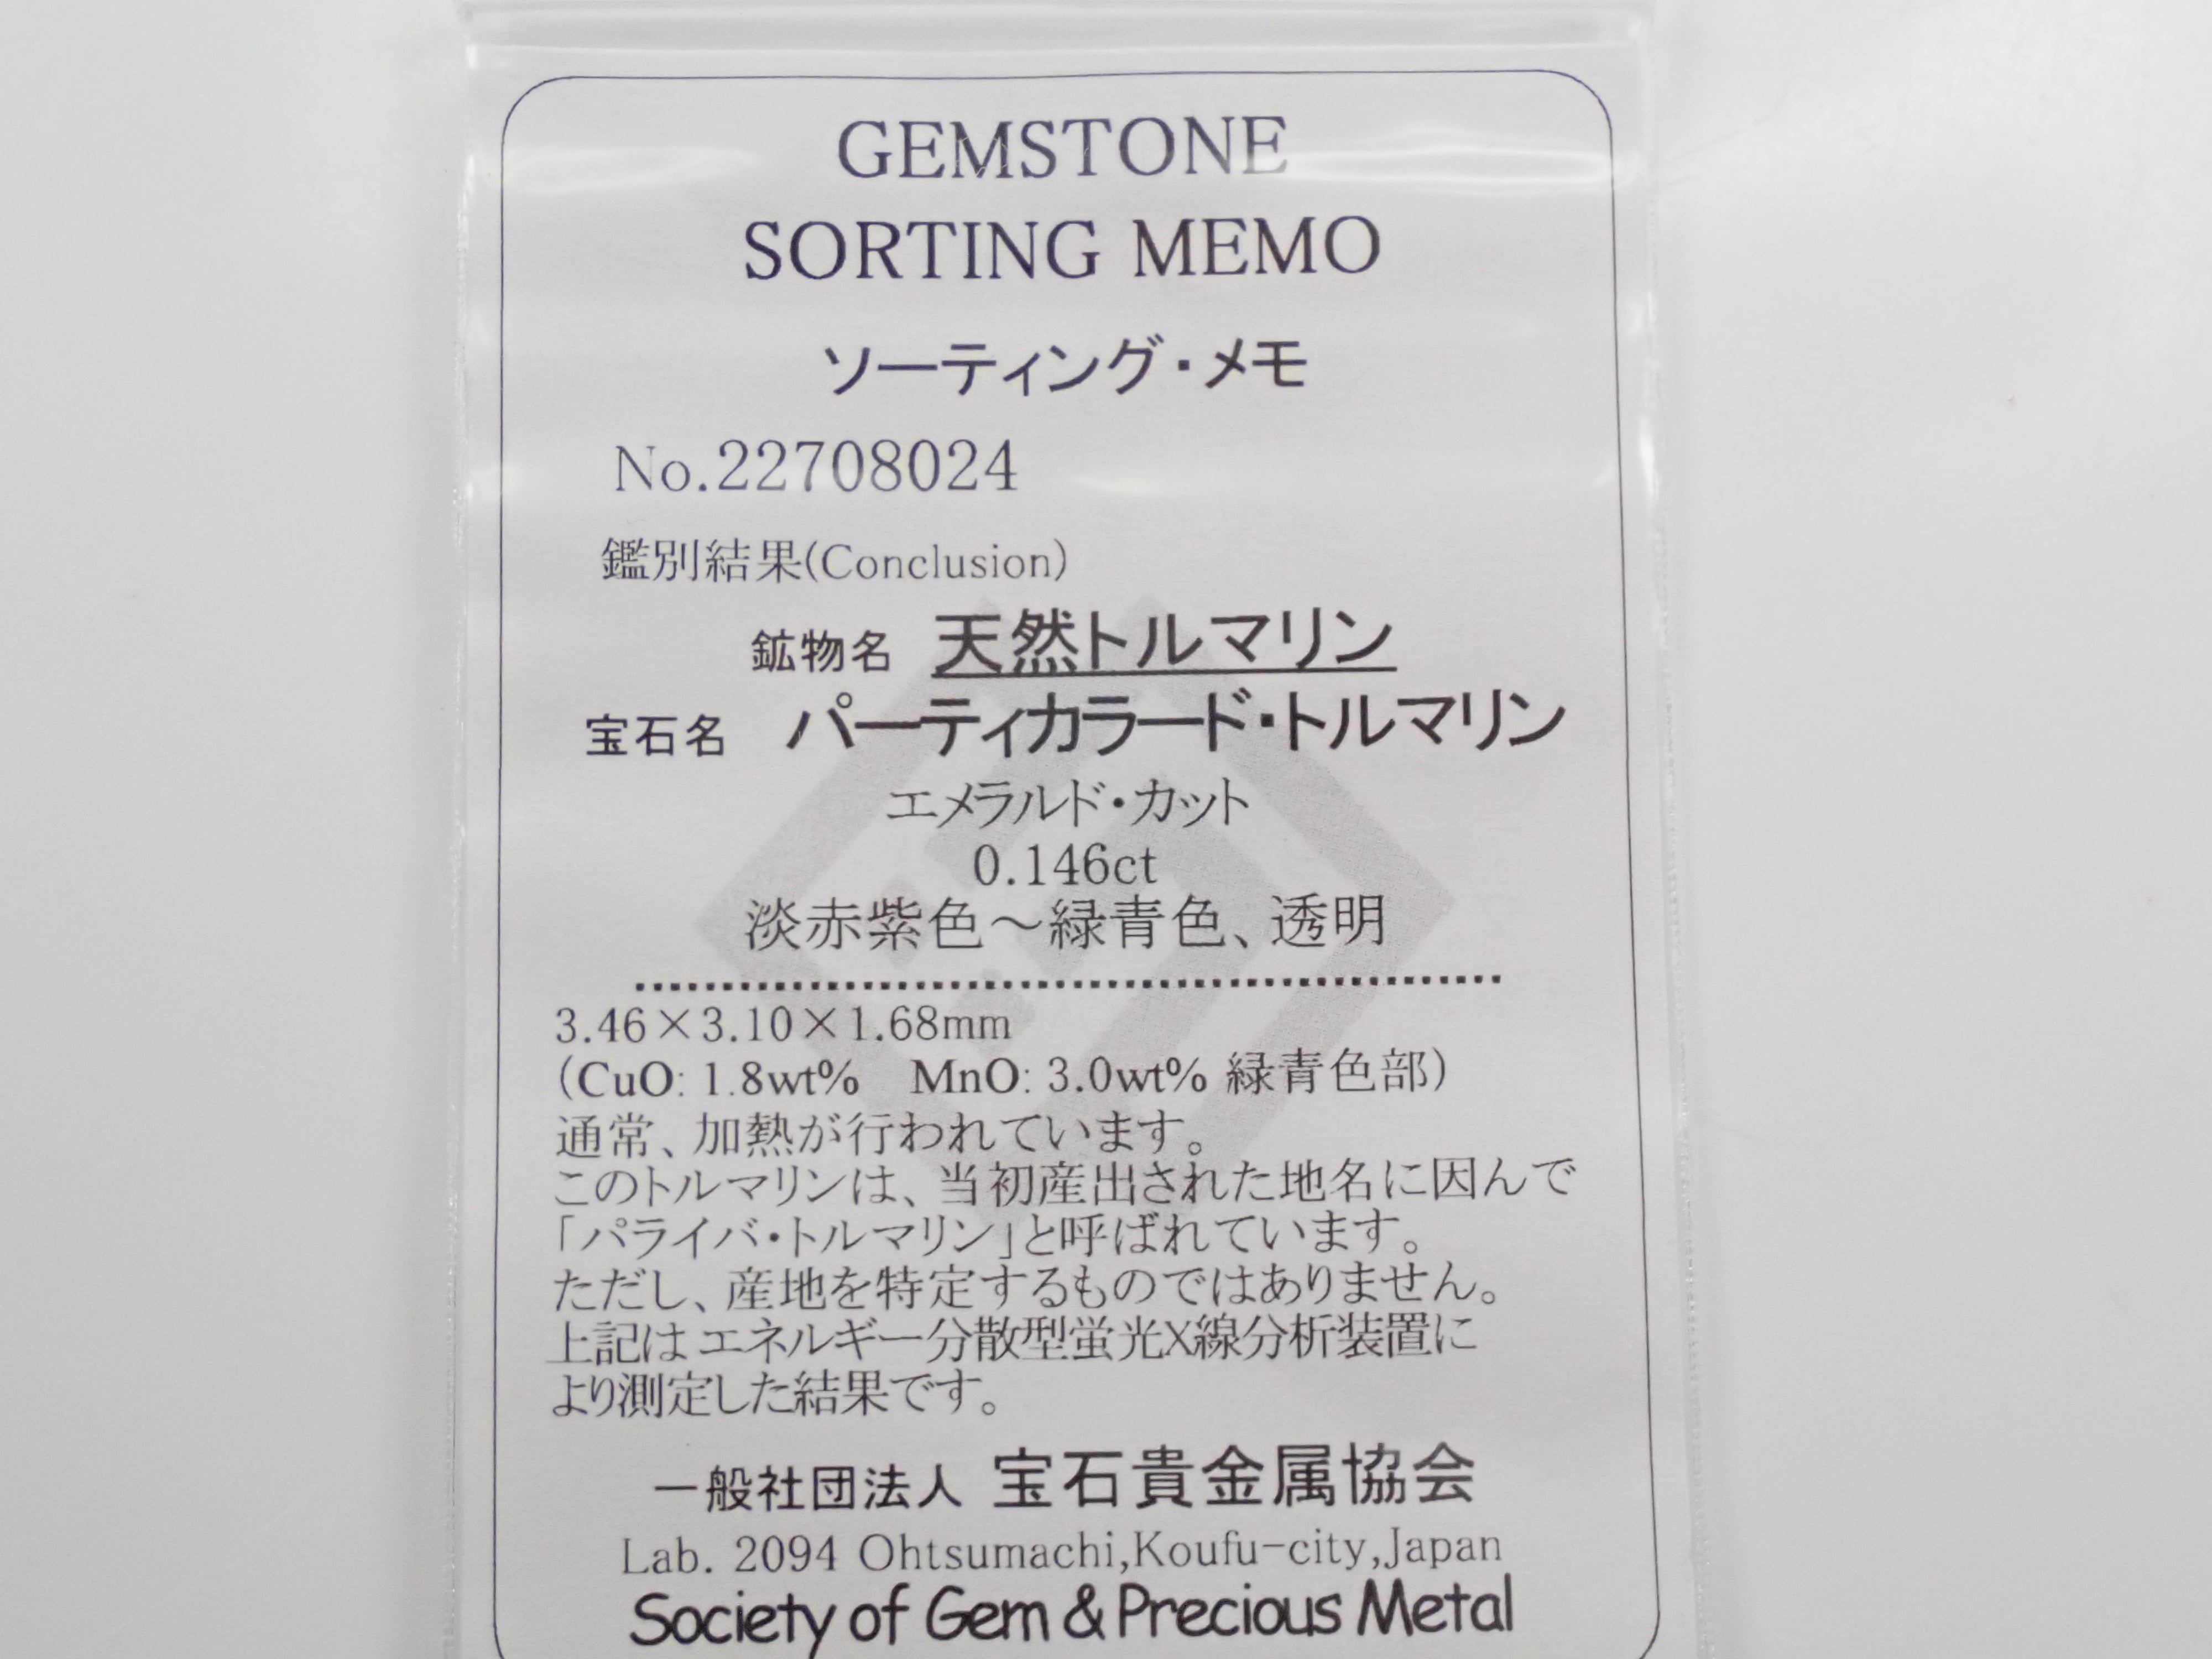 GEMSTONE
SORTING MEMO
ソーティング・メモ
No.22708024
鑑別結果(Conclusion)
鉱物名 天然トルマリン
宝石名 パーティカラード・トルマリン
エメラルド・カット
0.146ct
淡赤紫色～緑青色、透明
3.46×3.10×1.68mm
(CuO: 1.8wt% MnO: 3.0wt% 緑青色部)
通常、加熱が行われています。
このトルマリンは、当初産出された地名に因んで
「パライバ・トルマリン」と呼ばれています。
ただし、産地を特定するものではありません。
上記はエネルギー分散型蛍光X線分析装置に
より測定した結果です。
一般社団法人 宝石貴金属協会
Lab. 2094 Ohtsumachi,Koufu-city,Japan
Society of Gem & Precious Metal